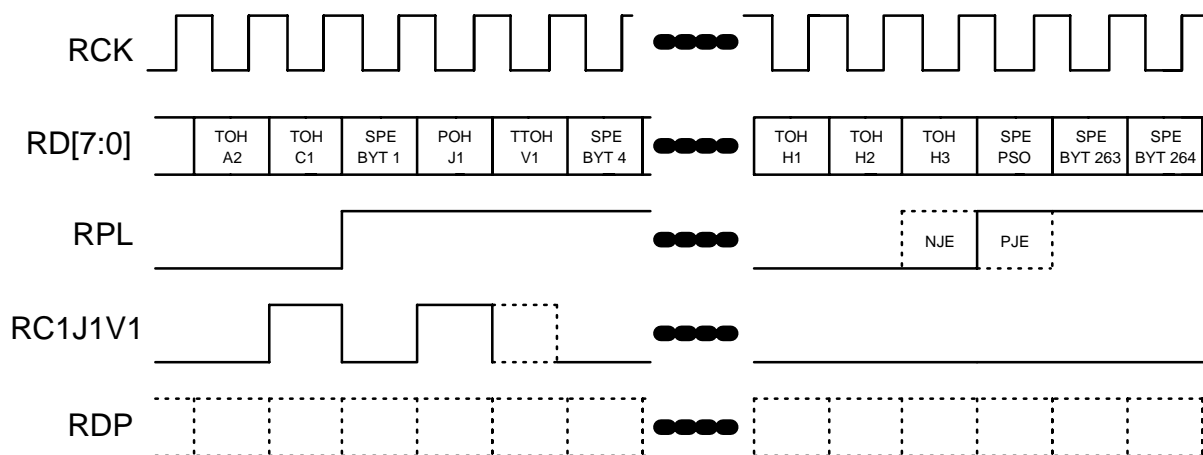 RCK
RD[7:0]
TOH A2
TOH C1
SPE BYT 1
POH J1
TTOH V1
SPE BYT 4
TOH H1
TOH H2
TOH H3
SPE PSO
SPE BYT 263
SPE BYT 264
RPL
NJE
PJE
RC1J1V1
RDP